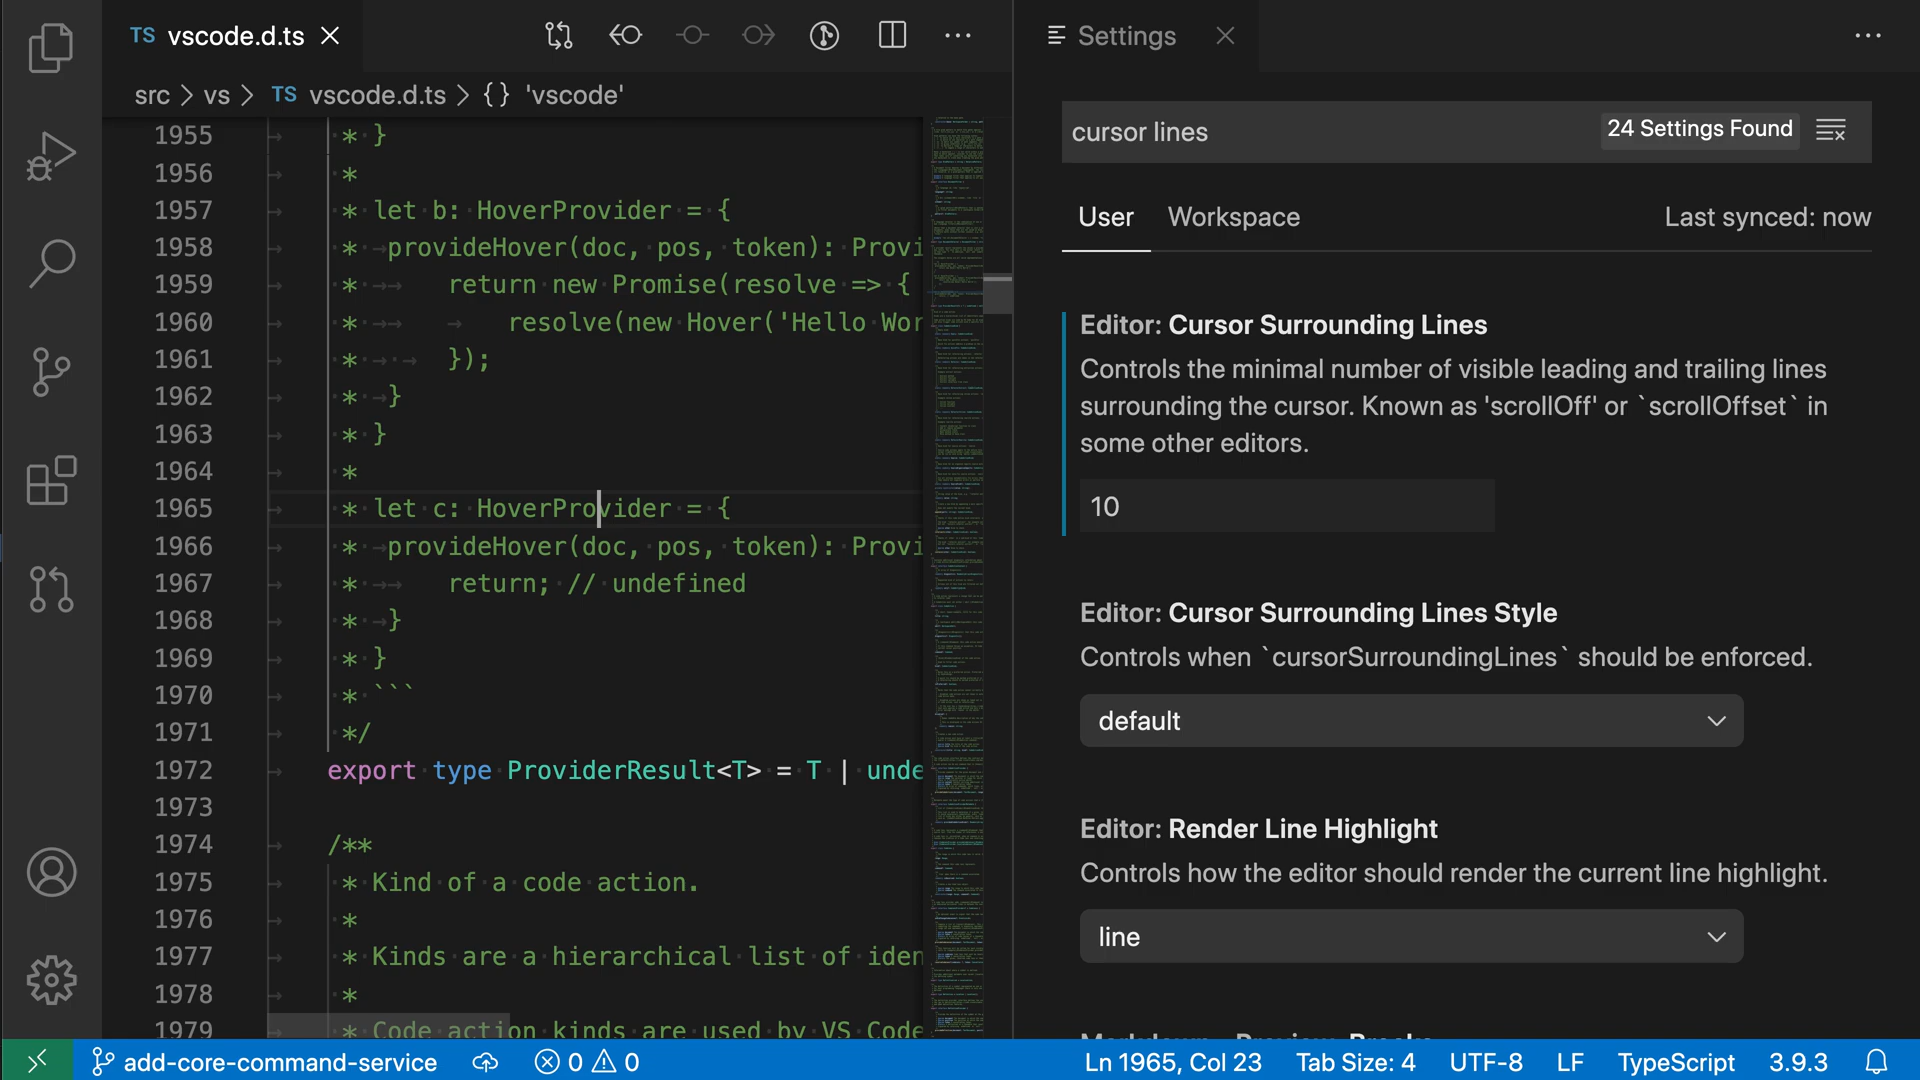 TS vscode.d.ts
src > vs > TS vscode.d.ts > {} 'vscode'
1955 * }
1956 *
1957 * let b: HoverProvider = {
1958 * provideHover(doc, pos, token): Provi
1959 * return new Promise(resolve => {
1960 * resolve(new Hover('Hello Wor
1961 * });
1962 * }
1963 * }
1964 *
1965 * let c: HoverProvider = {
1966 * provideHover(doc, pos, token): Provi
1967 * return; // undefined
1968 * }
1969 * }
1970 * ```
1971 */
1972 export type ProviderResult<T> = T | unde
1973
1974 /**
1975 * Kind of a code action.
1976 *
1977 * Kinds are a hierarchical list of iden
1978 *
1979 * Code action kinds are used by VS Code
Settings
cursor lines
24 Settings Found
User Workspace Last synced: now
Editor: Cursor Surrounding Lines
Controls the minimal number of visible leading and trailing lines
surrounding the cursor. Known as 'scrollOff' or `scrollOffset` in
some other editors.
10
Editor: Cursor Surrounding Lines Style
Controls when `cursorSurroundingLines` should be enforced.
default
Editor: Render Line Highlight
Controls how the editor should render the current line highlight.
line
add-core-command-service 0 0 Ln 1965, Col 23 Tab Size: 4 UTF-8 LF TypeScript 3.9.3